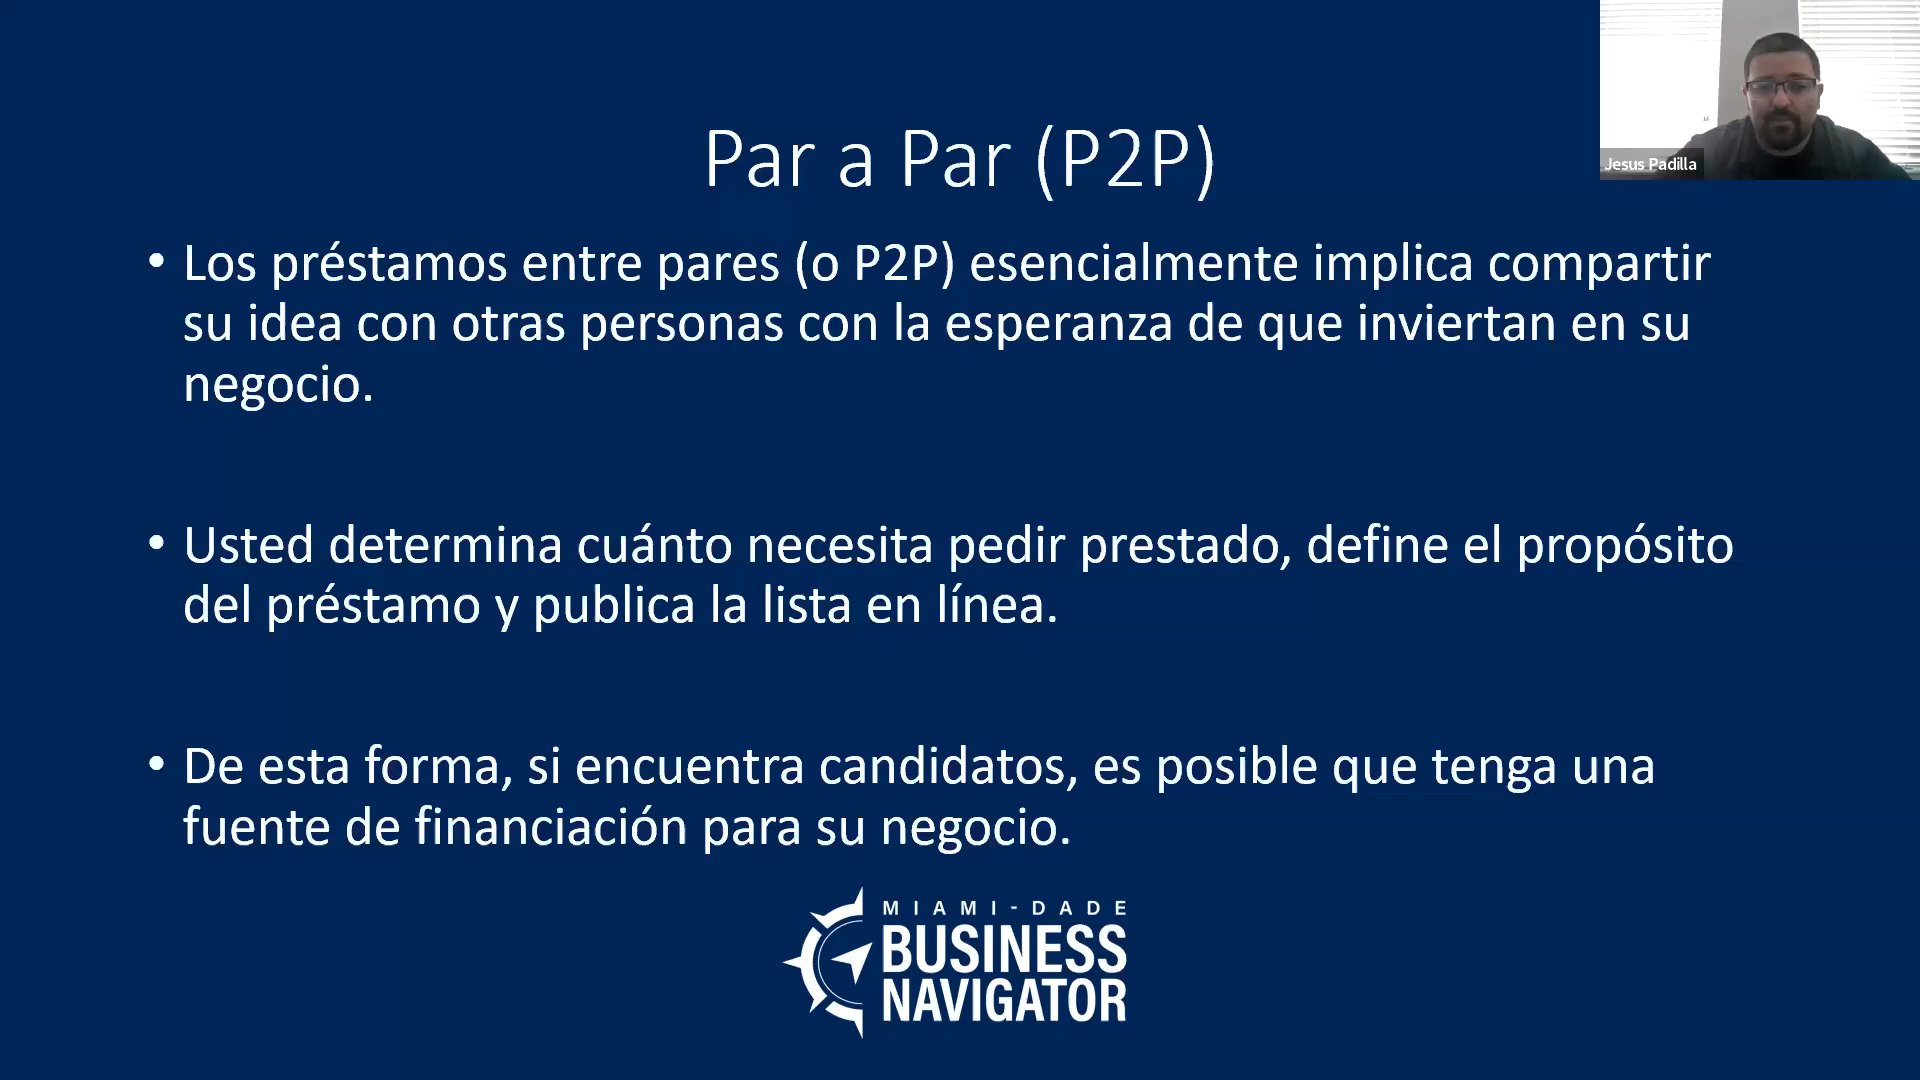 Par a Par (P2P)
Jesus Padilla
• Los préstamos entre pares (o P2P) esencialmente implica compartir
su idea con otras personas con la esperanza de que inviertan en su
negocio.
• Usted determina cuánto necesita pedir prestado, define el propósito
del préstamo y publica la lista en línea.
• De esta forma, si encuentra candidatos, es posible que tenga una
fuente de financiación para su negocio.
MIAMI-DADE
BUSINESS
NAVIGATOR